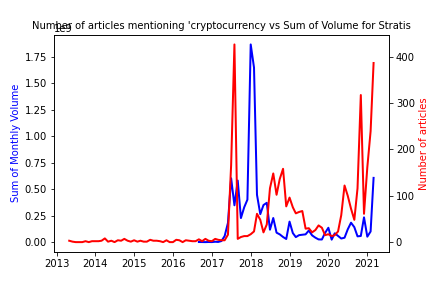 Number of articles mentioning 'cryptocurrency vs Sum of Volume for Stratis
1e9
1.75
1.50
1.25
1.00
0.75
0.50
0.25
0.00
Sum of Monthly Volume
400
300
200
100
0
Number of articles
2013 2014 2015 2016 2017 2018 2019 2020 2021